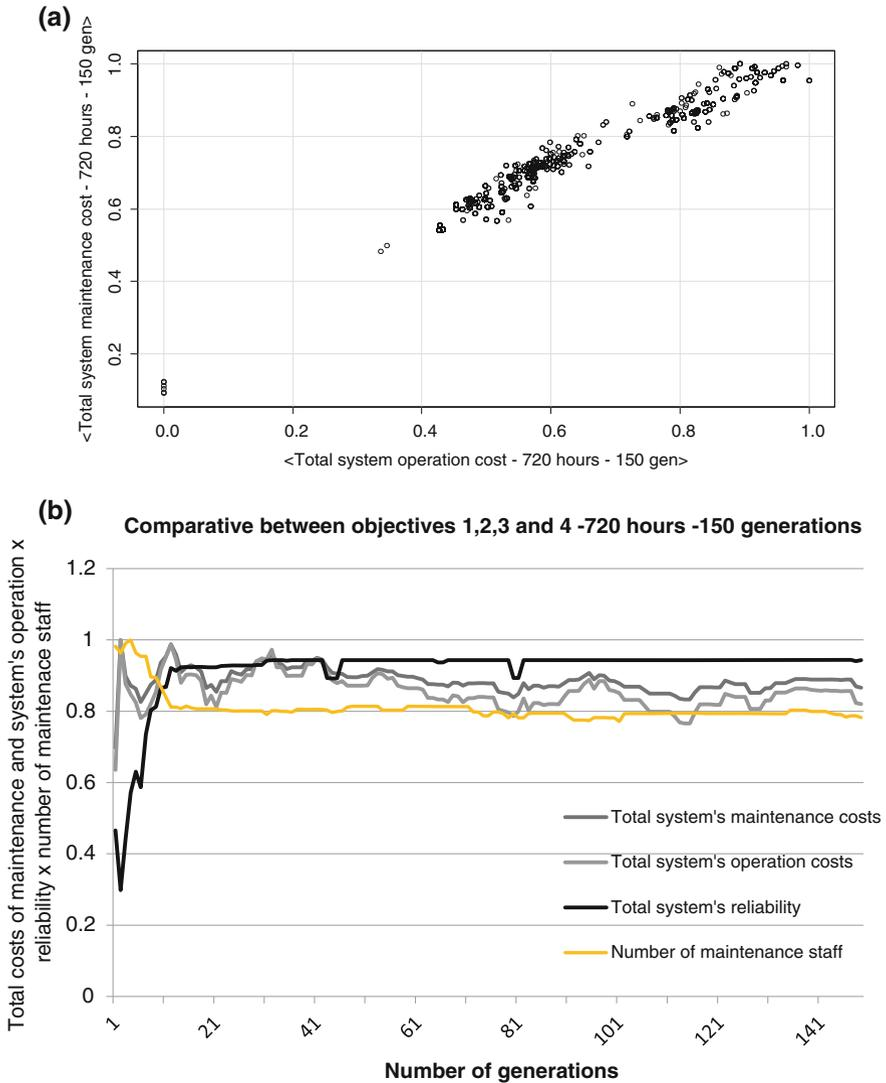 (a)
<Total system maintenance cost - 720 hours - 150 gen>
1.0
0.8
0.6
0.4
0.2
0.0 0.2 0.4 0.6 0.8 1.0
<Total system operation cost - 720 hours - 150 gen>
(b)
Comparative between objectives 1,2,3 and 4 -720 hours -150 generations
Total costs of maintenance and system's operation x
reliability x number of maintenace staff
1.2
1
0.8
0.6
0.4
0.2
0
Total system's maintenance costs
Total system's operation costs
Total system's reliability
Number of maintenance staff
1 21 41 61 81 101 121 141
Number of generations